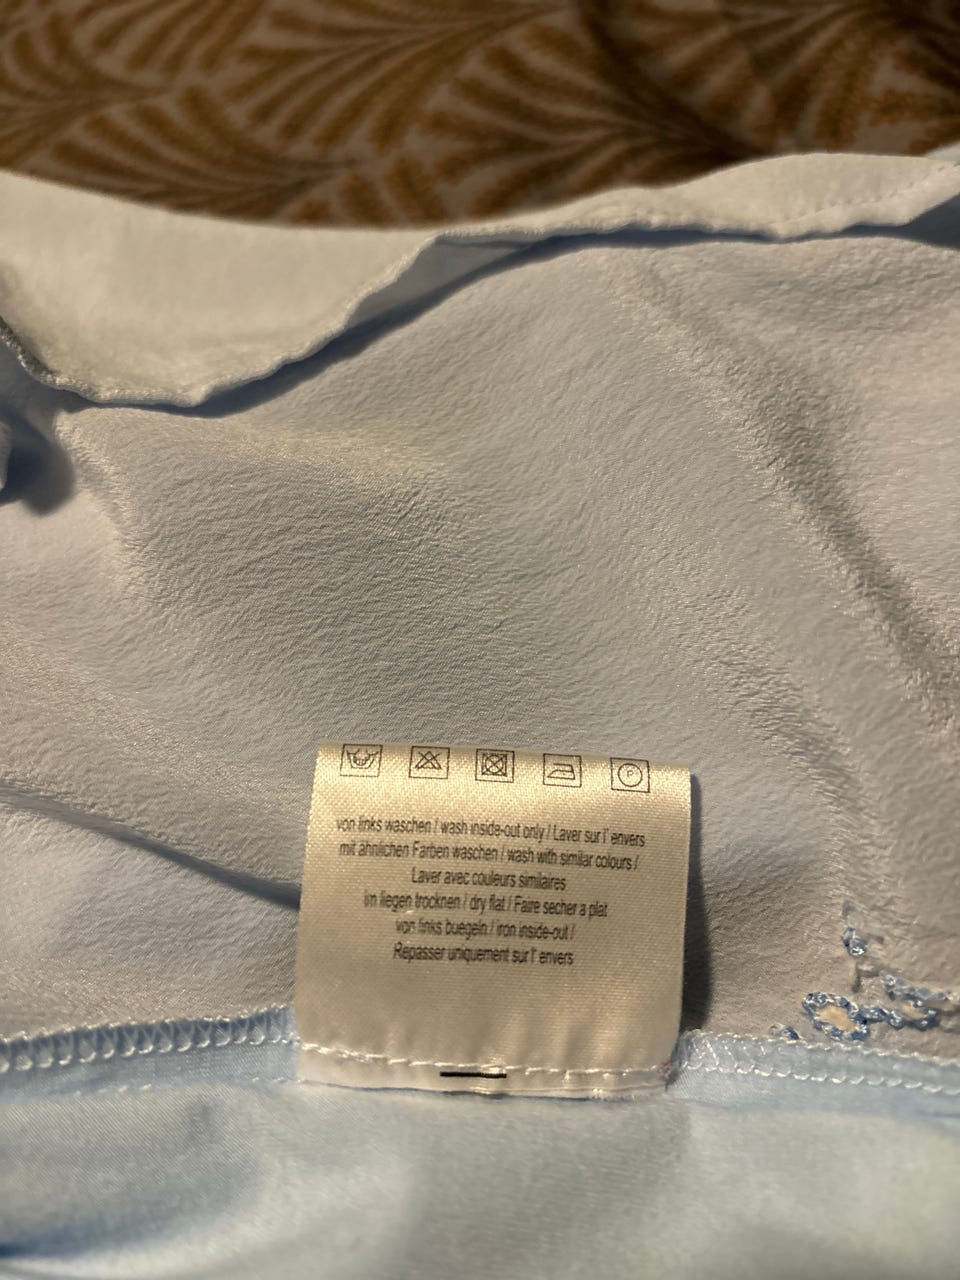 P
von links waschen / wash inside-out only / Laver sur l' envers
mit ahnlichen Farben waschen / wash with similar colours /
Laver avec couleurs similaires
im liegen trocknen / dry flat / Faire secher a plat
von links buegeln / iron inside-out /
Repasser uniquement sur l' envers